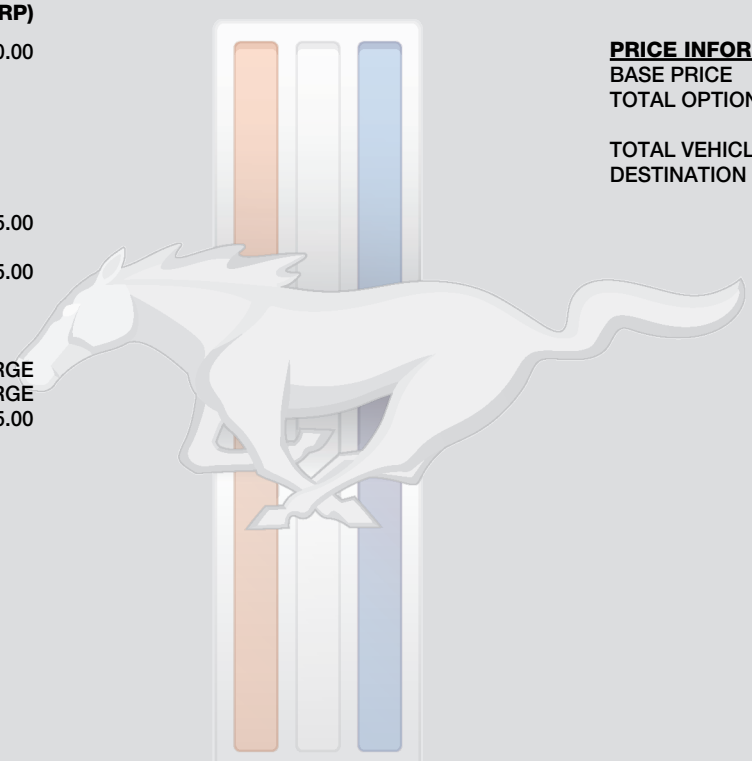 RP)
0.00
5.00
5.00
RGE
RGE
5.00
PRICE INFOR
BASE PRICE
TOTAL OPTION
TOTAL VEHICL
DESTINATION